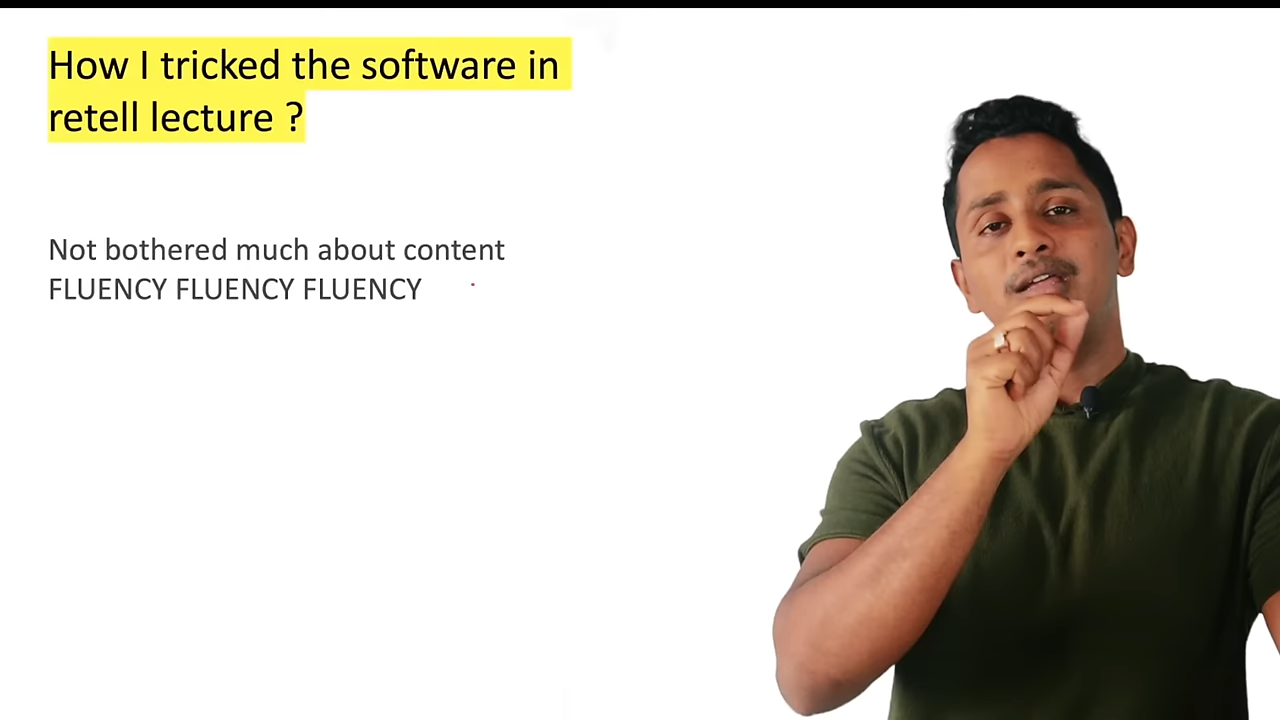 How I tricked the software in
retell lecture ?
Not bothered much about content
FLUENCY FLUENCY FLUENCY